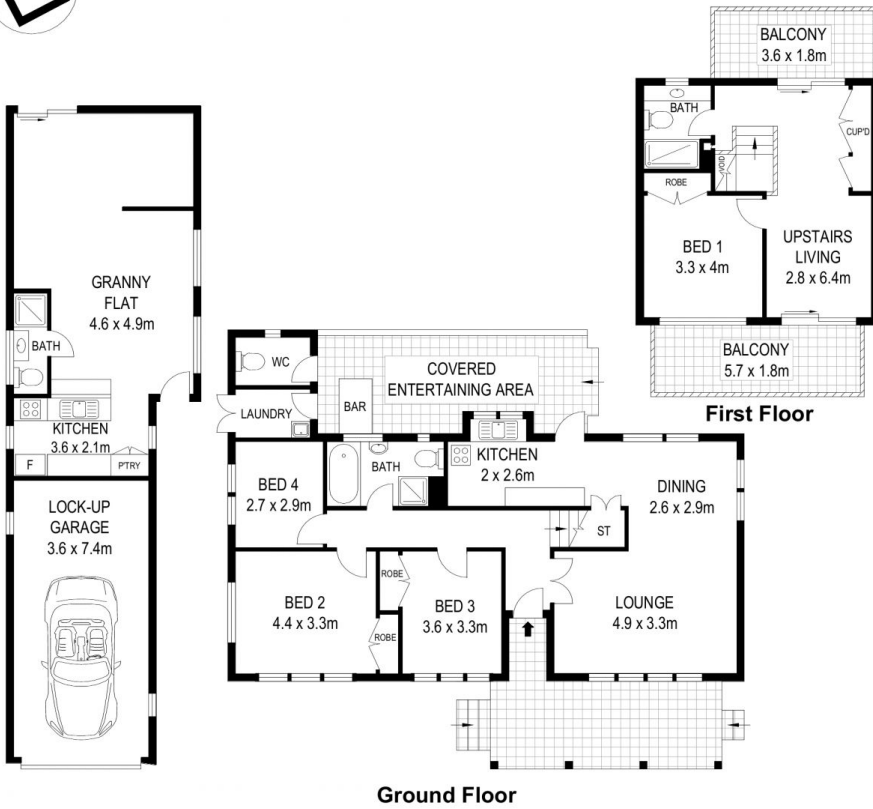 BALCONY
3.6 x 1.8m
BATH
CUP'D
VOID
ROBE
BED 1
3.3 x 4m
UPSTAIRS
LIVING
2.8 x 6.4m
BALCONY
5.7 x 1.8m
First Floor
GRANNY
FLAT
4.6 x 4.9m
BATH
KITCHEN
3.6 x 2.1m
F
P'TRY
LOCK-UP
GARAGE
3.6 x 7.4m
WC
COVERED
ENTERTAINING AREA
LAUNDRY
BAR
BATH
KITCHEN
2 x 2.6m
BED 4
2.7 x 2.9m
DINING
2.6 x 2.9m
ST
BED 2
4.4 x 3.3m
ROBE
ROBE
BED 3
3.6 x 3.3m
LOUNGE
4.9 x 3.3m
Ground Floor